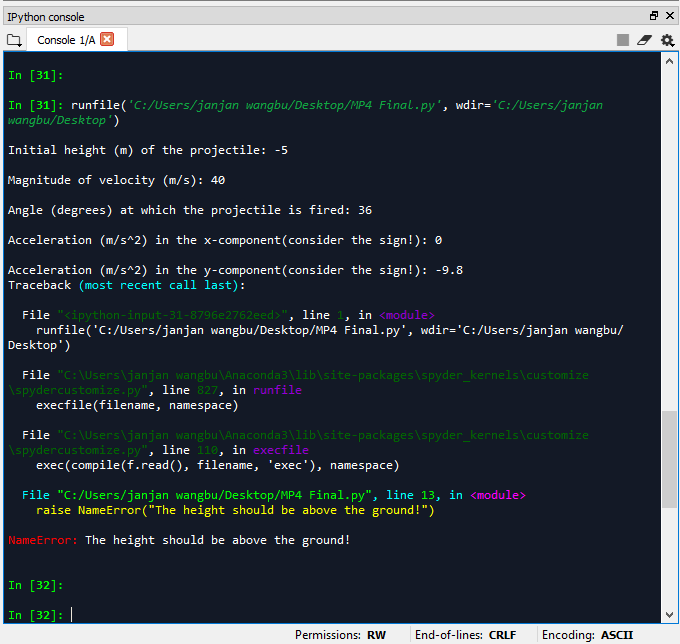 IPython console
Console 1/A
In [31]:
In [31]: runfile('C:/Users/janjan wangbu/Desktop/MP4 Final.py', wdir='C:/Users/janjan
wangbu/Desktop')
Initial height (m) of the projectile: -5
Magnitude of velocity (m/s): 40
Angle (degrees) at which the projectile is fired: 36
Acceleration (m/s^2) in the x-component(consider the sign!): 0
Acceleration (m/s^2) in the y-component(consider the sign!): -9.8
Traceback (most recent call last):
File "<ipython-input-31-8796e2762eed>", line 1, in <module>
runfile('C:/Users/janjan wangbu/Desktop/MP4 Final.py', wdir='C:/Users/janjan wangbu/
Desktop')
File "C:\Users\janjan wangbu\Anaconda3\lib\site-packages\spyder_kernels\customize
\spydercustomize.py", line 827, in runfile
execfile(filename, namespace)
File "C:\Users\janjan wangbu\Anaconda3\lib\site-packages\spyder_kernels\customize
\spydercustomize.py", line 110, in execfile
exec(compile(f.read(), filename, 'exec'), namespace)
File "C:/Users/janjan wangbu/Desktop/MP4 Final.py", line 13, in <module>
raise NameError("The height should be above the ground!")
NameError: The height should be above the ground!
In [32]:
In [32]:
Permissions: RW End-of-lines: CRLF Encoding: ASCII